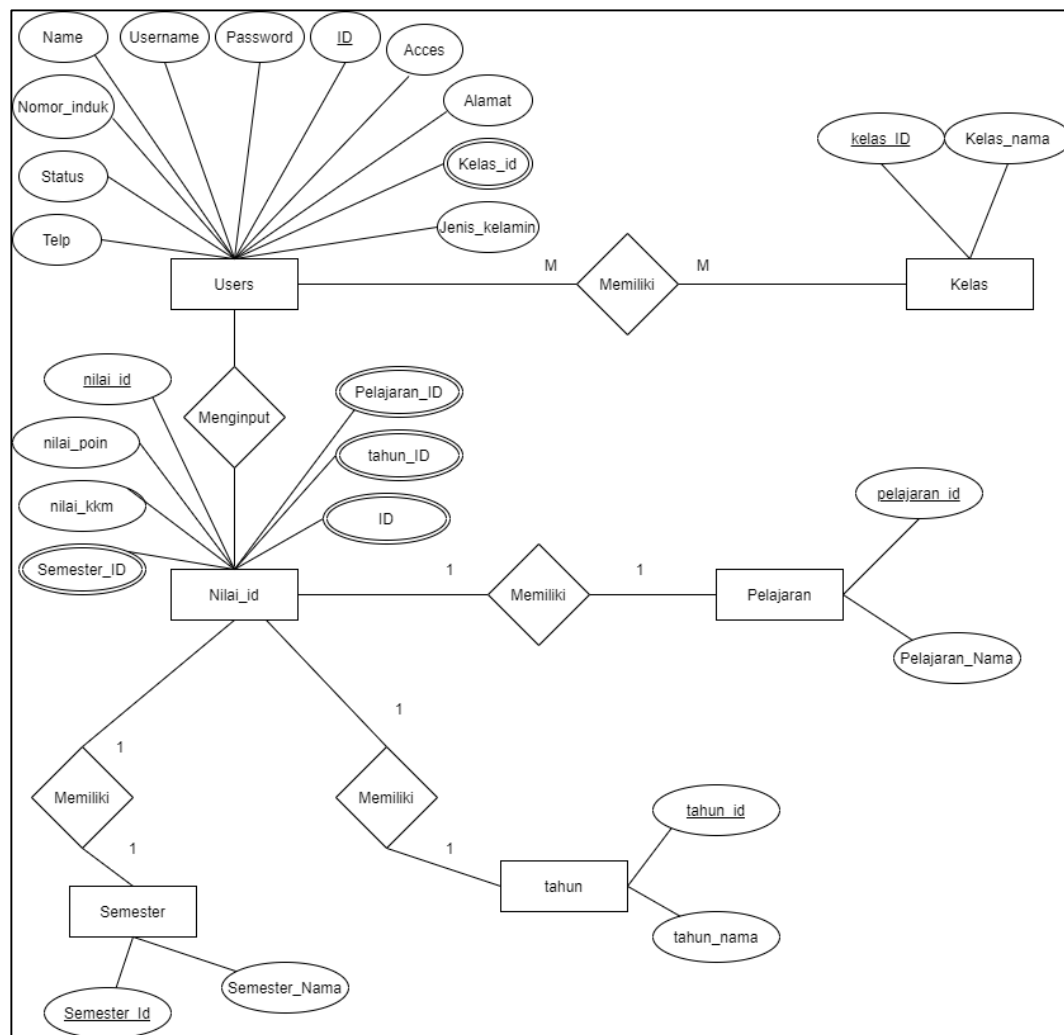 Name
Username
Password
ID
Acces
Nomor_induk
Alamat
Status
Kelas_id
Telp
Jenis_kelamin
kelas_ID
Kelas_nama
Users
M
Memiliki
M
Kelas
nilai_id
Pelajaran_ID
Menginput
nilai_poin
tahun_ID
nilai_kkm
ID
Semester_ID
pelajaran_id
Nilai_id
1
Memiliki
1
Pelajaran
Pelajaran_Nama
1
1
Memiliki
Memiliki
1
1
tahun_id
tahun
tahun_nama
Semester
Semester_Nama
Semester_Id